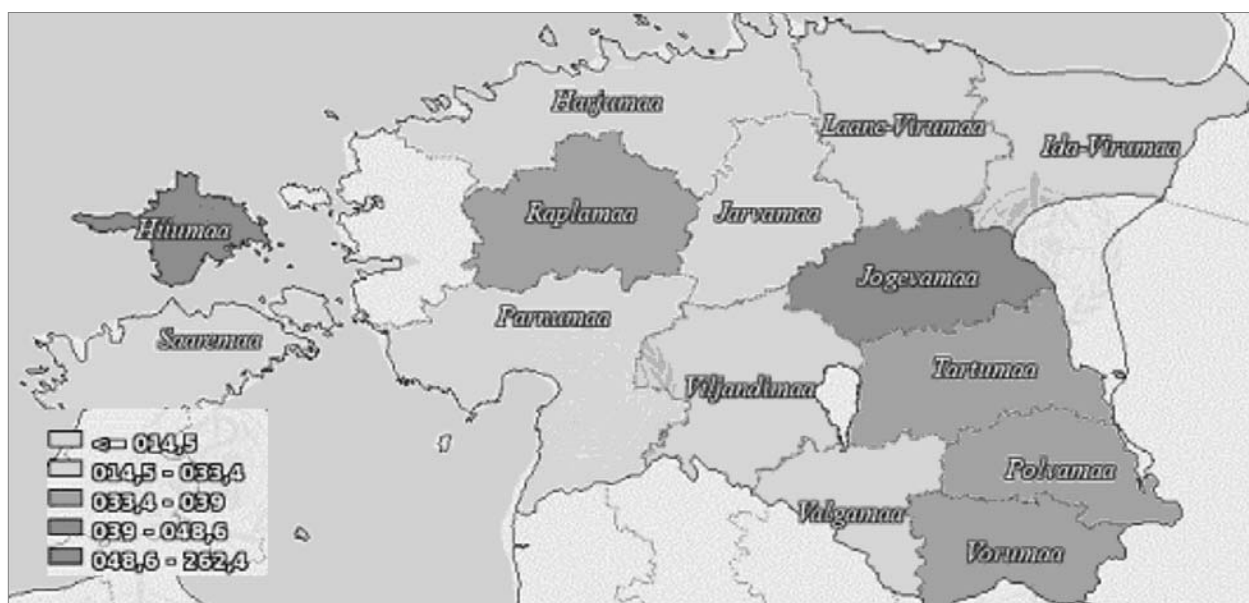 Harjumaa
Laane-Virumaa
Ida-Virumaa
Raplamaa
Jarvamaa
Hiiumaa
Jogevamaa
Parnumaa
Saaremaa
Tartumaa
Viljandimaa
Polvamaa
Valgamaa
Vorumaa
<= 014,5
014,5 - 033,4
033,4 - 039
039 - 048,6
048,6 - 262,4